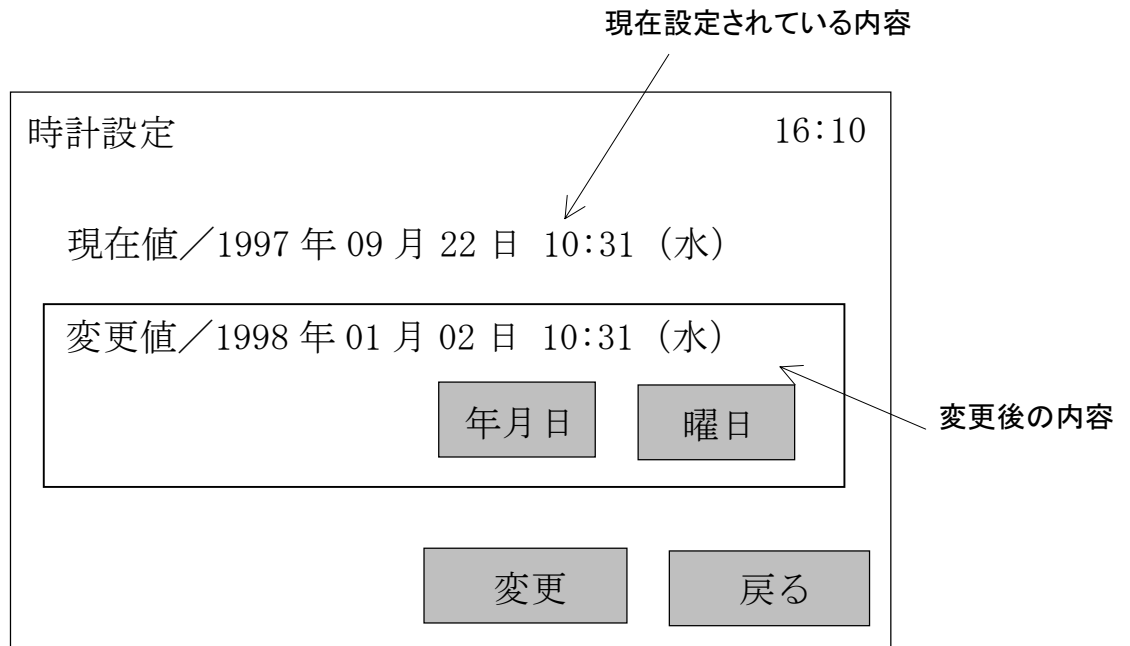 現在設定されている内容
時計設定 16:10
現在値／1997 年 09 月 22 日 10:31 （水）
変更値／1998 年 01 月 02 日 10:31 （水）
年月日 曜日
変更後の内容
変更 戻る